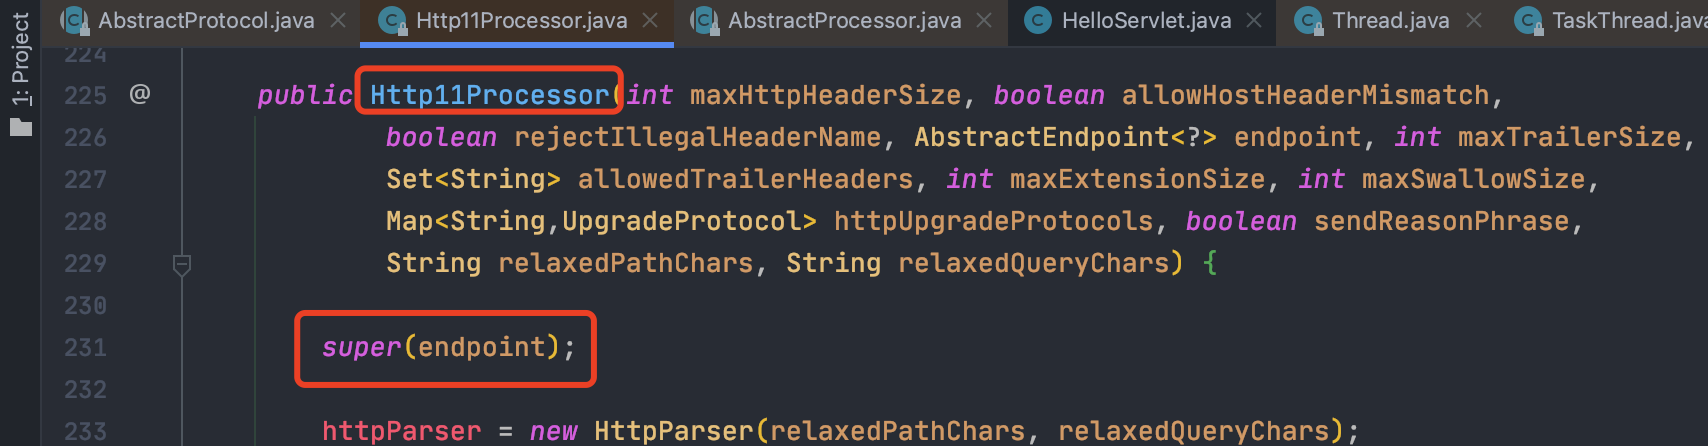 AbstractProtocol.java Http11Processor.java AbstractProcessor.java HelloServlet.java Thread.java TaskThread.jav
1: Project
224
225 @ public Http11Processor(int maxHttpHeaderSize, boolean allowHostHeaderMismatch,
226 boolean rejectIllegalHeaderName, AbstractEndpoint<?> endpoint, int maxTrailerSize,
227 Set<String> allowedTrailerHeaders, int maxExtensionSize, int maxSwallowSize,
228 Map<String,UpgradeProtocol> httpUpgradeProtocols, boolean sendReasonPhrase,
229 String relaxedPathChars, String relaxedQueryChars) {
230
231 super(endpoint);
232
233 httpParser = new HttpParser(relaxedPathChars, relaxedQueryChars);